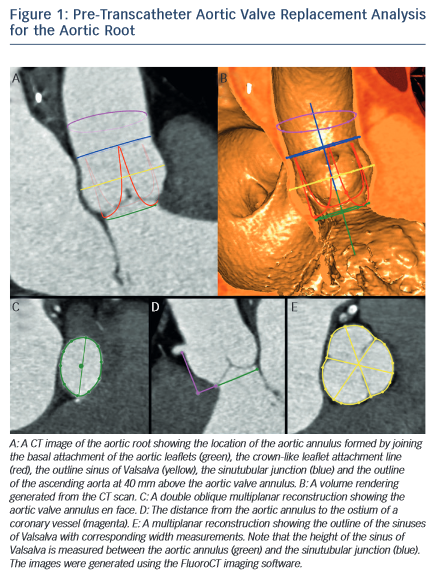 Figure 1: Pre-Transcatheter Aortic Valve Replacement Analysis
for the Aortic Root
A
B
C
D
E
A: A CT image of the aortic root showing the location of the aortic annulus formed by joining
the basal attachment of the aortic leaflets (green), the crown-like leaflet attachment line
(red), the outline sinus of Valsalva (yellow), the sinutubular junction (blue) and the outline
of the ascending aorta at 40 mm above the aortic valve annulus. B: A volume rendering
generated from the CT scan. C: A double oblique multiplanar reconstruction showing the
aortic valve annulus en face. D: The distance from the aortic annulus to the ostium of a
coronary vessel (magenta). E: A multiplanar reconstruction showing the outline of the sinuses
of Valsalva with corresponding width measurements. Note that the height of the sinus
of Valsalva is measured between the aortic annulus (green) and the sinutubular junction (blue).
The images were generated using the FluoroCT imaging software.